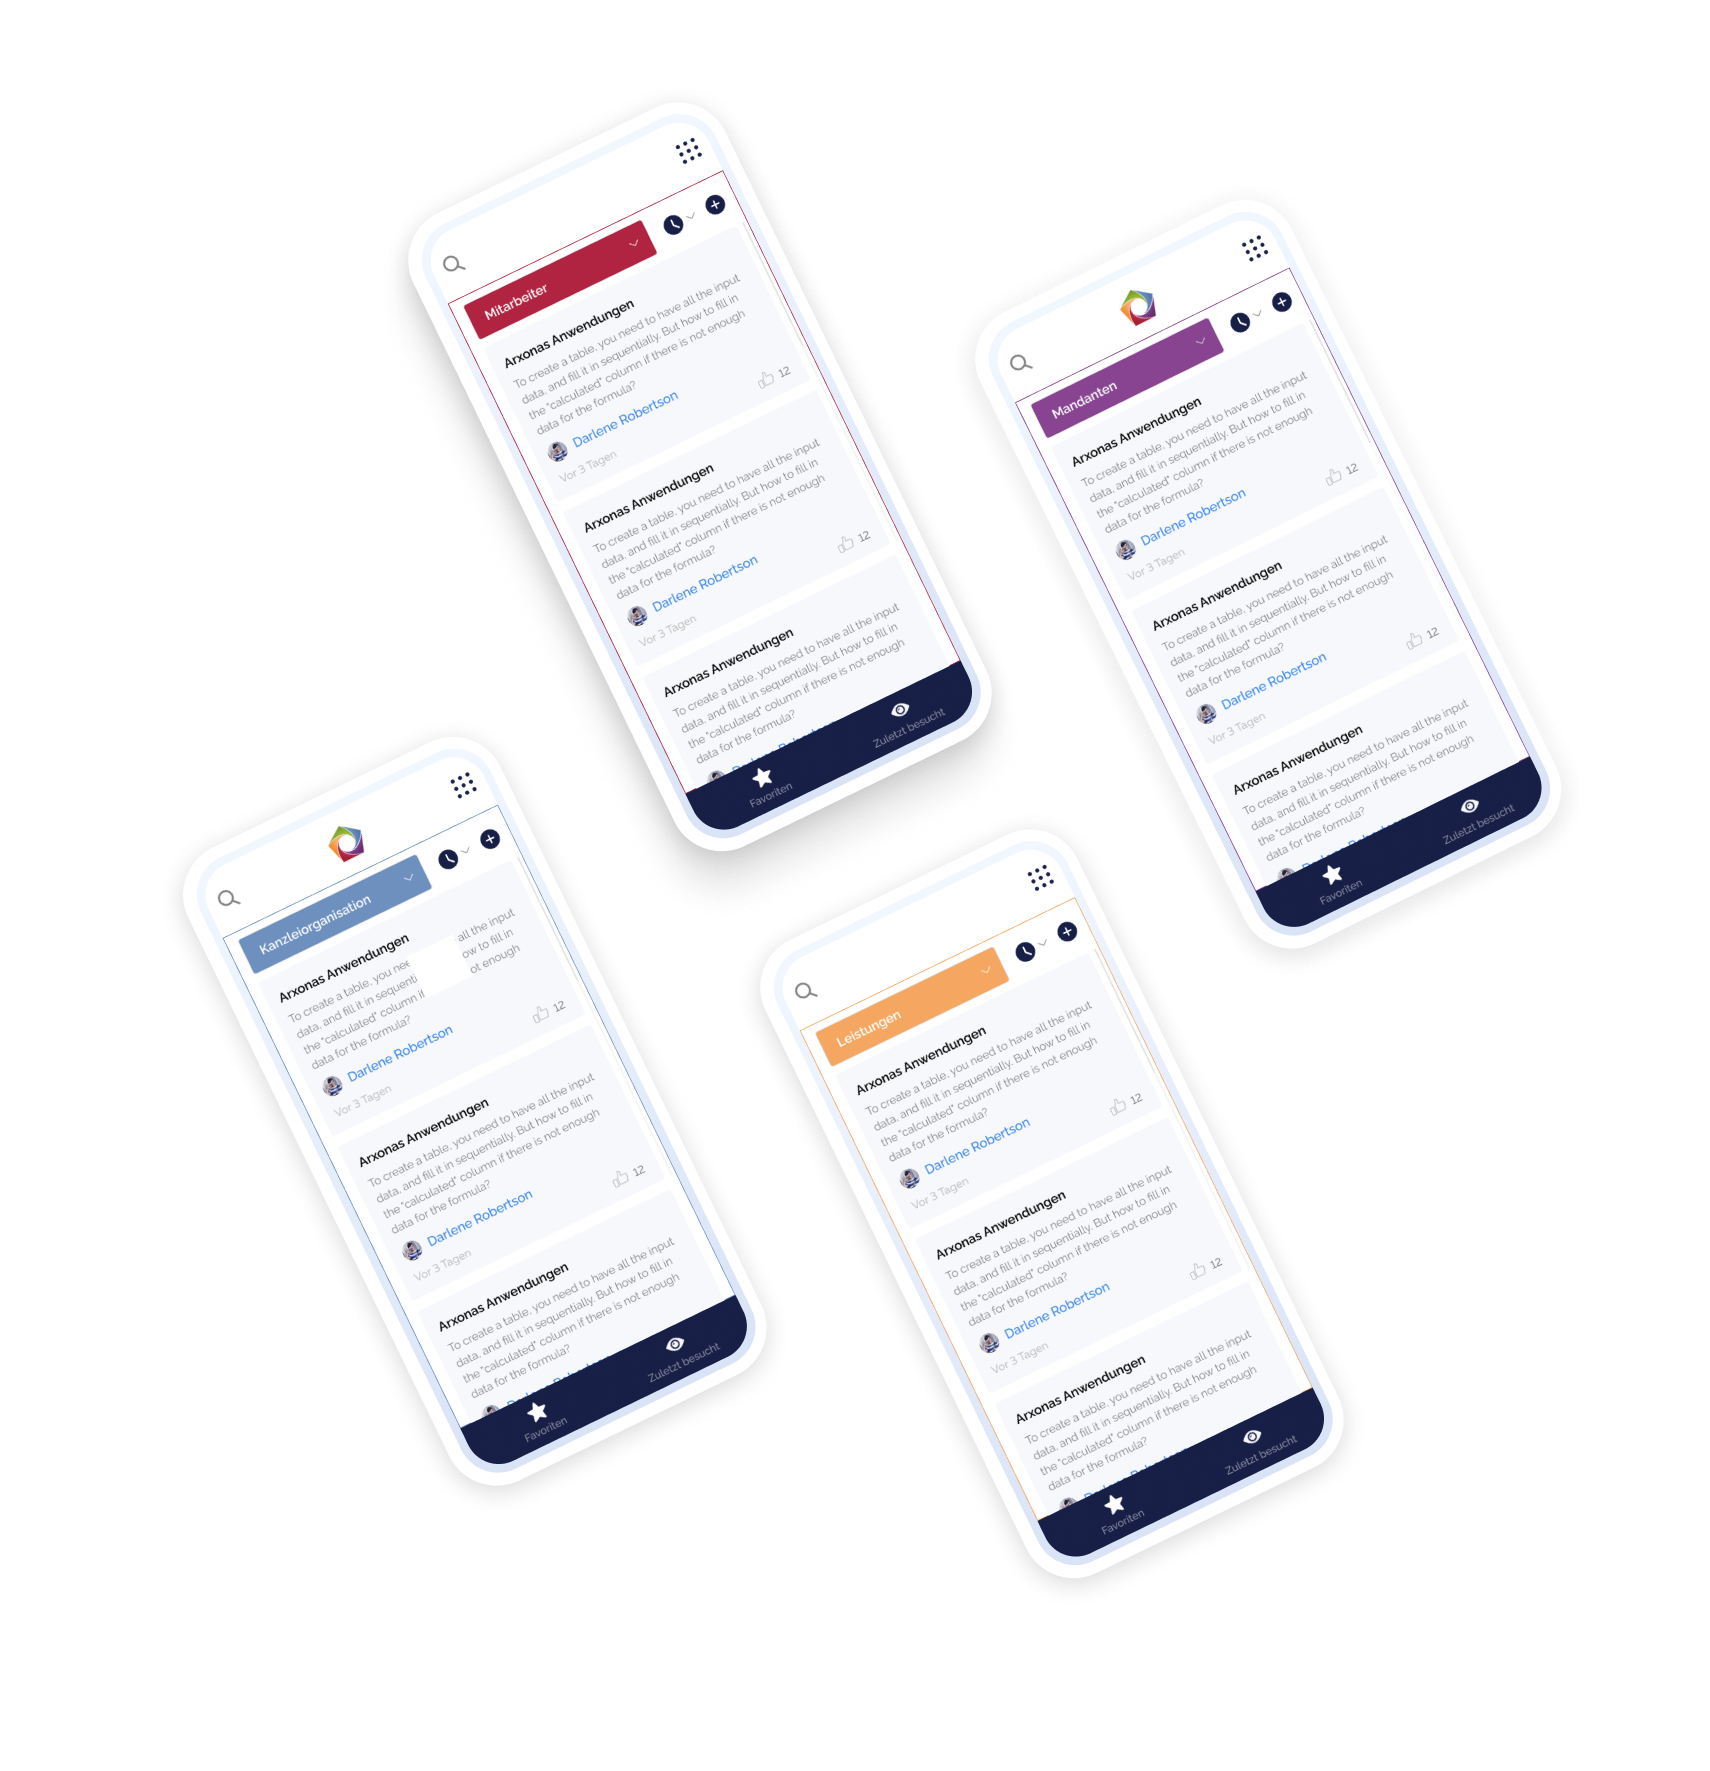 Mitarbeiter
Arxonas Anwendungen
To create a table, you need to have all the input
data, and fill it in sequentially. But how to fill in
the "calculated" column if there is not enough
data for the formula?
12
Darlene Robertson
Vor 3 Tagen
Arxonas Anwendungen
To create a table, you need to have all the input
data, and fill it in sequentially. But how to fill in
the "calculated" column if there is not enough
data for the formula?
12
Darlene Robertson
Vor 3 Tagen
Arxonas Anwendungen
To create a table, you need to have all the input
data, and fill it in sequentially. But how to fill in
the "calculated" column if there is not enough
data for the formula?
Favoriten
Zuletzt besucht
Mandanten
Arxonas Anwendungen
To create a table, you need to have all the input
data, and fill it in sequentially. But how to fill in
the "calculated" column if there is not enough
data for the formula?
12
Darlene Robertson
Vor 3 Tagen
Arxonas Anwendungen
To create a table, you need to have all the input
data, and fill it in sequentially. But how to fill in
the "calculated" column if there is not enough
data for the formula?
12
Darlene Robertson
Vor 3 Tagen
Arxonas Anwendungen
To create a table, you need to have all the input
data, and fill it in sequentially. But how to fill in
the "calculated" column if there is not enough
data for the formula?
Favoriten
Zuletzt besucht
Kanzleiorganisation
Arxonas Anwendungen
To create a table, you all the input
data, and fill it in to fill in
the "calculated" column enough
data for the formula?
12
Darlene Robertson
Vor 3 Tagen
Arxonas Anwendungen
To create a table, you need to have all the input
data, and fill it in sequentially. But how to fill in
the "calculated" column if there is not enough
data for the formula?
12
Darlene Robertson
Vor 3 Tagen
Arxonas Anwendungen
To create a table, you need to have all the input
data, and fill it in sequentially. But how to fill in
the "calculated" column if there is not enough
data for the formula?
Favoriten
Zuletzt besucht
Leistungen
Arxonas Anwendungen
To create a table, you need to have all the input
data, and fill it in sequentially. But how to fill in
the "calculated" column if there is not enough
data for the formula?
12
Darlene Robertson
Vor 3 Tagen
Arxonas Anwendungen
To create a table, you need to have all the input
data, and fill it in sequentially. But how to fill in
the "calculated" column if there is not enough
data for the formula?
12
Darlene Robertson
Vor 3 Tagen
Arxonas Anwendungen
To create a table, you need to have all the input
data, and fill it in sequentially. But how to fill in
the "calculated" column if there is not enough
data for the formula?
Favoriten
Zuletzt besucht